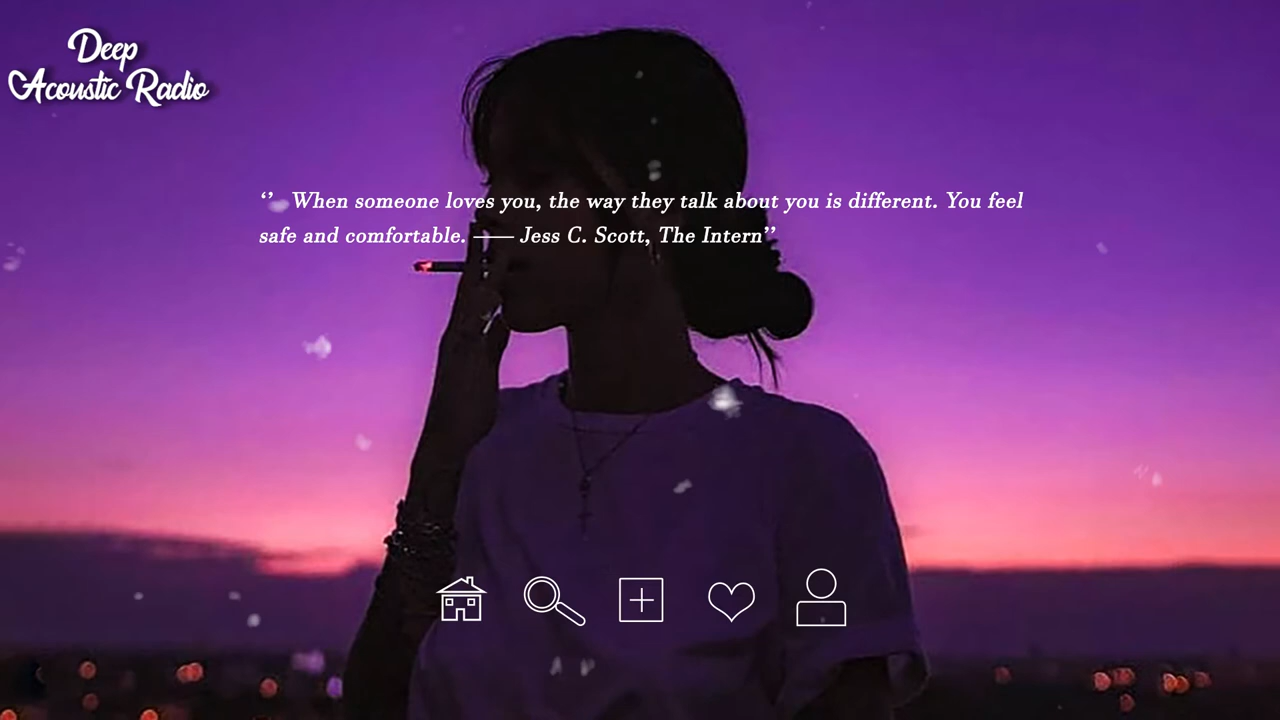 Deep
Acoustic Radio
‘’  When someone loves you, the way they talk about you is different. You feel
safe and comfortable. —— Jess C. Scott, The Intern’’